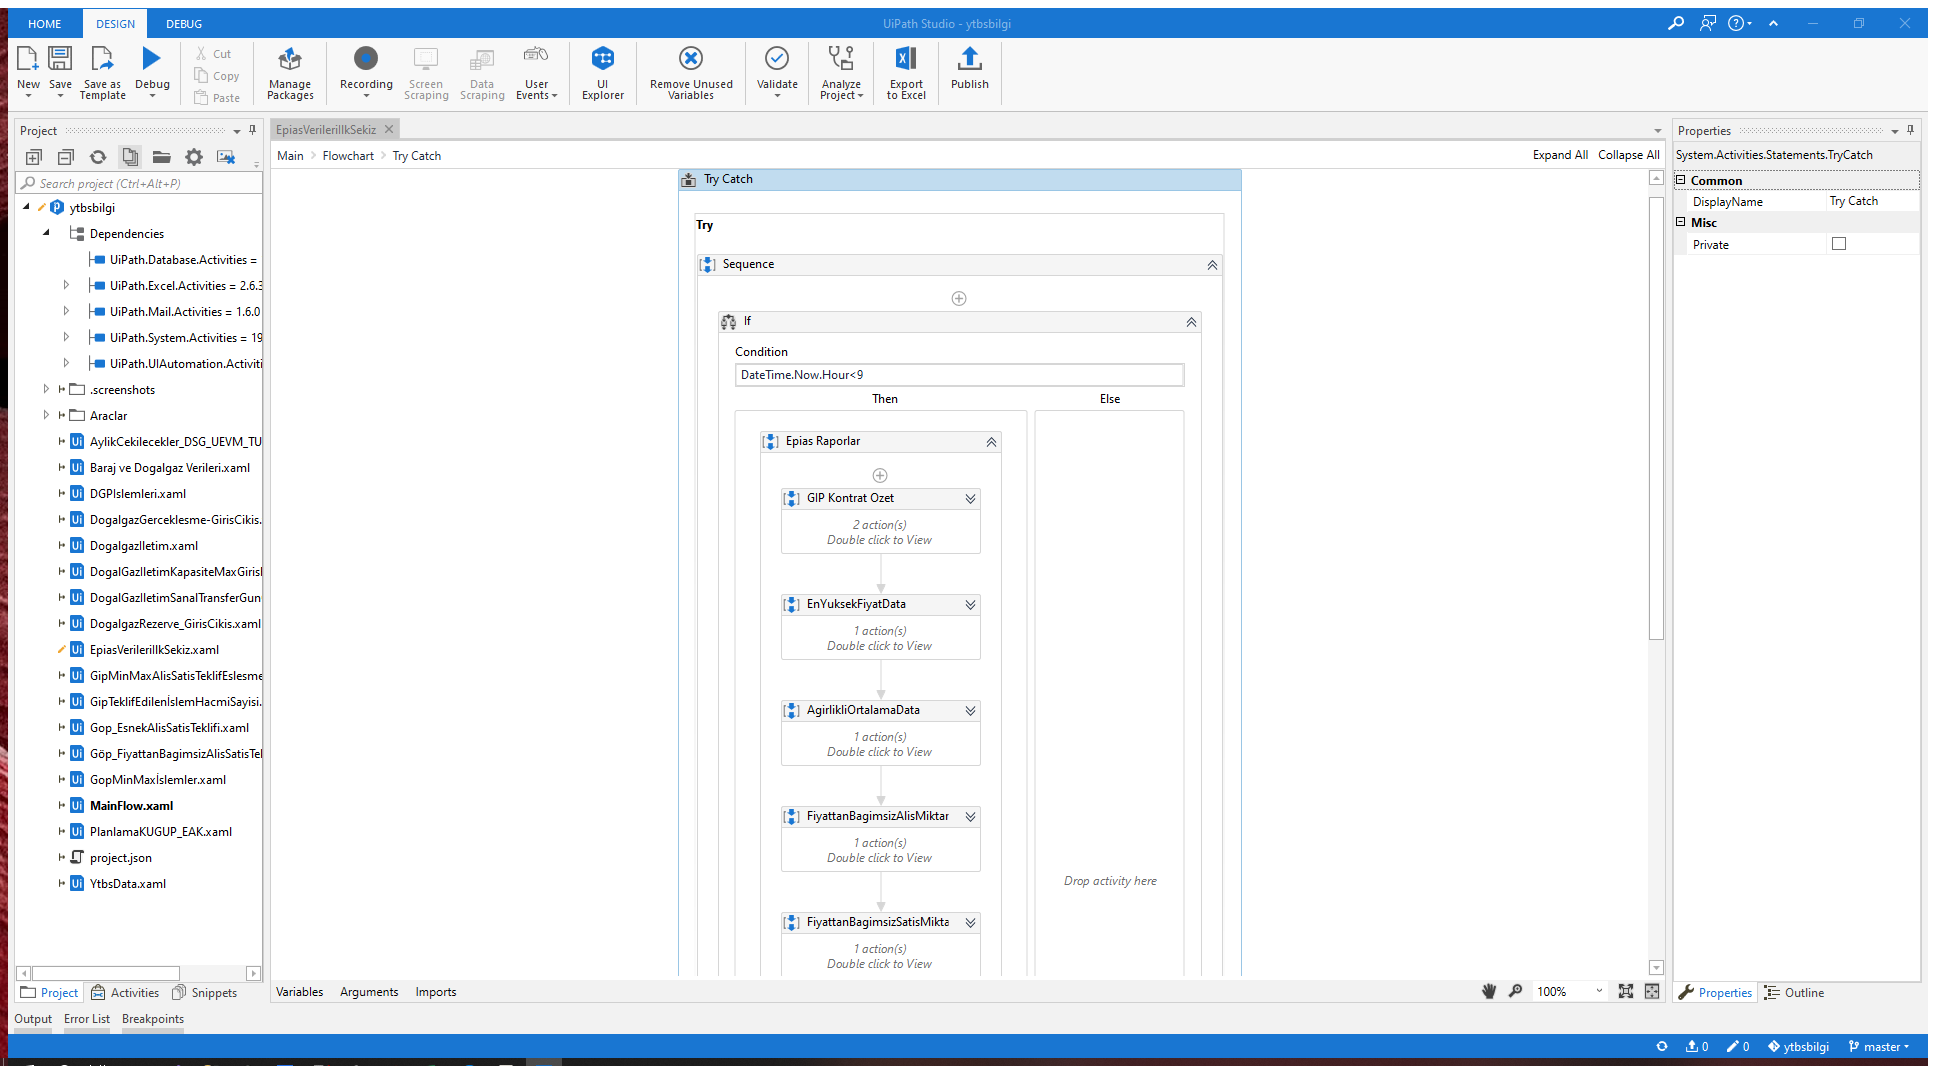 HOME DESIGN DEBUG
UiPath Studio - ytbsbilgi
New
Save
Save as
Template
Debug
Cut
Copy
Paste
Manage
Packages
Recording
Screen
Scraping
Data
Scraping
User
Events
UI
Explorer
Remove Unused
Variables
Validate
Analyze
Project
Export
to Excel
Publish
Project
Search project (Ctrl+Alt+P)
ytbsbilgi
Dependencies
UiPath.Database.Activities =
UiPath.Excel.Activities = 2.6.3
UiPath.Mail.Activities = 1.6.0
UiPath.System.Activities = 19
UiPath.UIAutomation.Activiti
.screenshots
Araclar
AylikCekilecekler_DSG_UEVM_TU
Baraj ve Dogalgaz Verileri.xaml
DGPIslemleri.xaml
DogalgazGerceklesme-GirisCikis.
DogalgazIletim.xaml
DogalGazIletimKapasiteMaxGirisl
DogalGazIletimSanalTransferGun
DogalgazRezerve_GirisCikis.xaml
EpiasVerilerilIkSekiz.xaml
GipMinMaxAlisSatisTeklifEslesme
GipTeklifEdilenİslemHacmiSayisi.
Gop_EsnekAlisSatisTeklifi.xaml
Göp_FiyattanBagimsizAlisSatisTel
GopMinMaxİslemler.xaml
MainFlow.xaml
PlanlamaKUGUP_EAK.xaml
project.json
YtbsData.xaml
Project Activities Snippets
EpiasVerilerilIkSekiz
Main > Flowchart > Try Catch
Expand All Collapse All
Try Catch
Try
Sequence
If
Condition
DateTime.Now.Hour<9
Then Else
Epias Raporlar
GIP Kontrat Ozet
2 action(s)
Double click to View
EnYuksekFiyatData
1 action(s)
Double click to View
AgirlikliOrtalamaData
1 action(s)
Double click to View
FiyattanBagimsizAlisMiktar
1 action(s)
Double click to View
Drop activity here
FiyattanBagimsizSatisMikta
1 action(s)
Double click to View
Variables Arguments Imports
100%
Properties
System.Activities.Statements.TryCatch
Common
DisplayName Try Catch
Misc
Private
Properties Outline
Output Error List Breakpoints
0 0 ytbsbilgi master